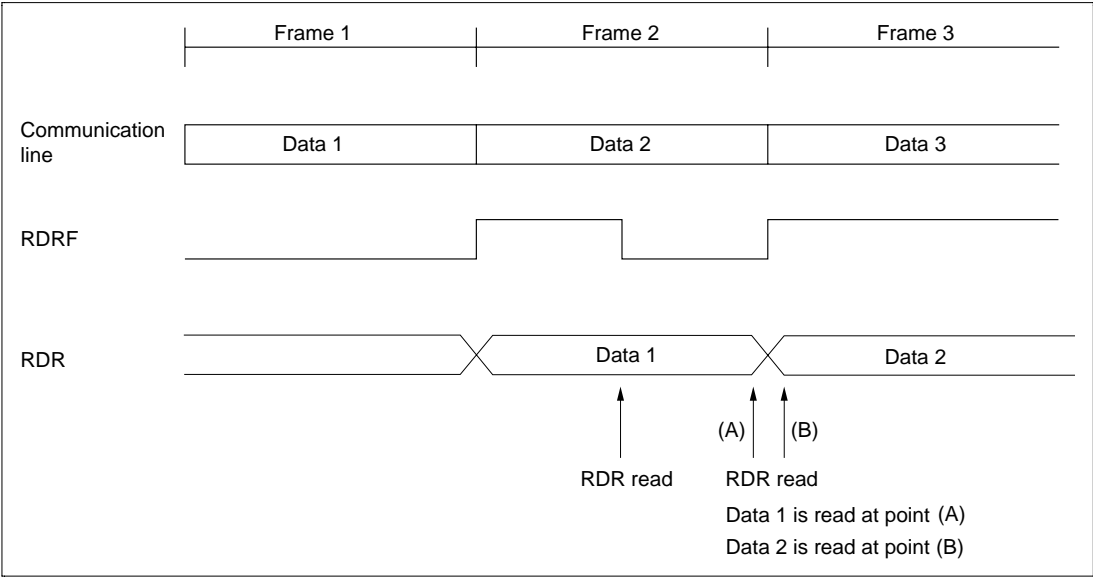 Frame 1 Frame 2 Frame 3
Communication
line
Data 1 Data 2 Data 3
RDRF
RDR
Data 1 Data 2
(A) (B)
RDR read RDR read
Data 1 is read at point (A)
Data 2 is read at point (B)